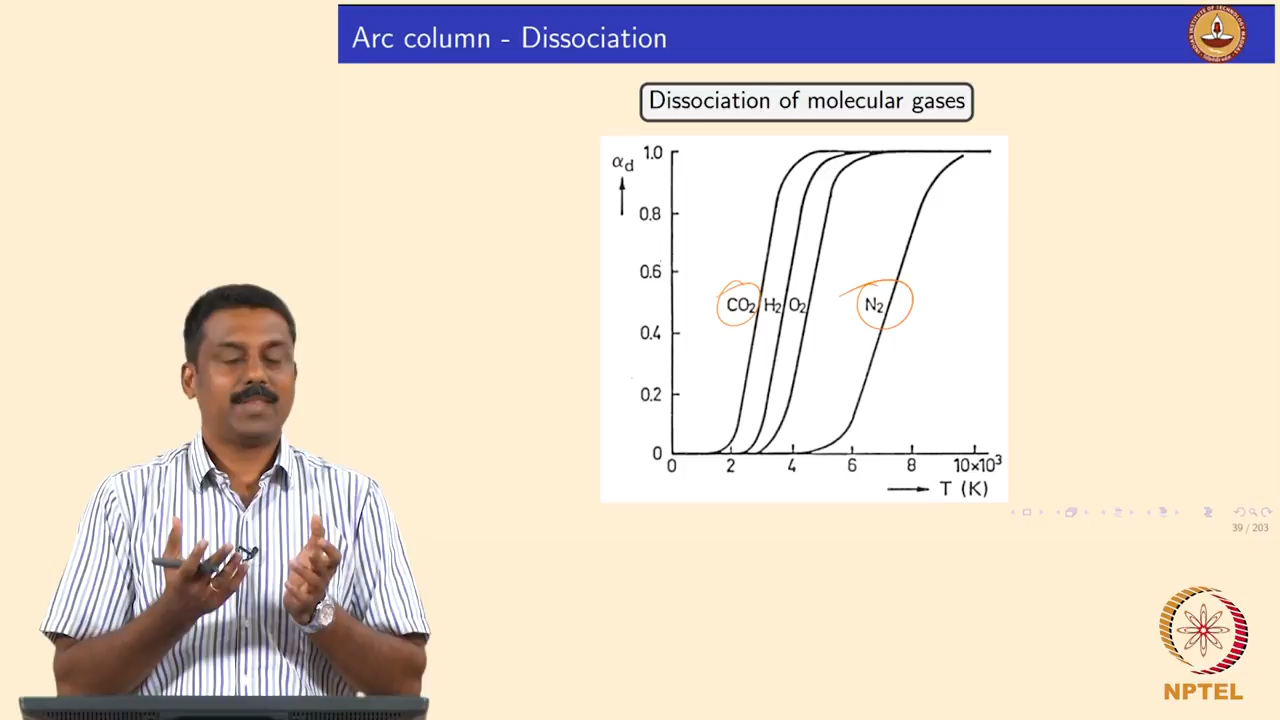 Arc column - Dissociation
Dissociation of molecular gases
αd
1.0
0.8
0.6
0.4
0.2
0
CO2 H2 O2 N2
0 2 4 6 8 10×10³
T (K)
39 / 203
NPTEL